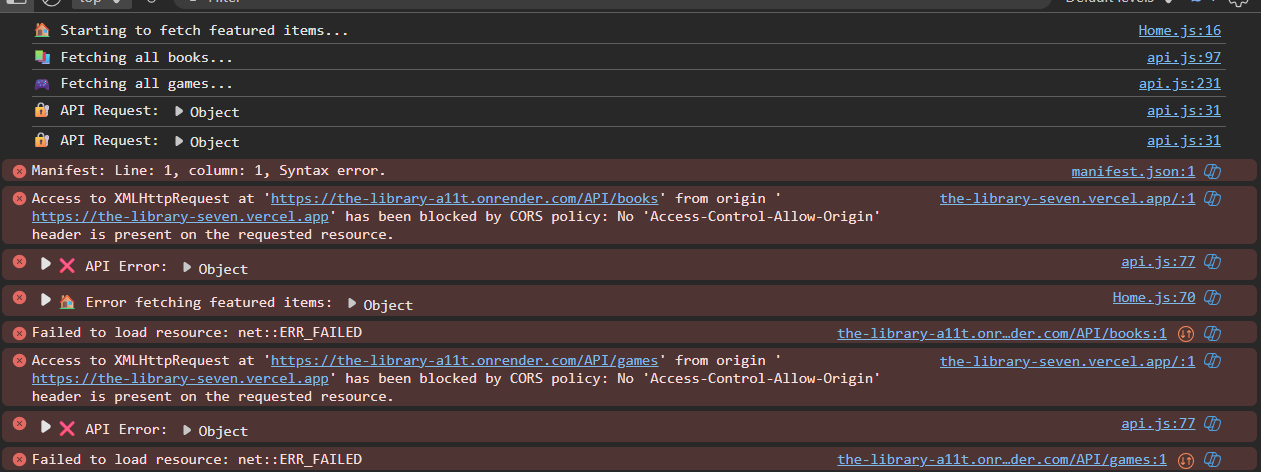 top
Filter
Default levels
Starting to fetch featured items... Home.js:16
Fetching all books... api.js:97
Fetching all games... api.js:231
API Request: Object api.js:31
API Request: Object api.js:31
Manifest: Line: 1, column: 1, Syntax error. manifest.json:1
Access to XMLHttpRequest at 'https://the-library-a11t.onrender.com/API/books' from origin ' the-library-seven.vercel.app/:1
https://the-library-seven.vercel.app' has been blocked by CORS policy: No 'Access-Control-Allow-Origin'
header is present on the requested resource.
API Error: Object api.js:77
Error fetching featured items: Object Home.js:70
Failed to load resource: net::ERR_FAILED the-library-a11t.onr…der.com/API/books:1
Access to XMLHttpRequest at 'https://the-library-a11t.onrender.com/API/games' from origin ' the-library-seven.vercel.app/:1
https://the-library-seven.vercel.app' has been blocked by CORS policy: No 'Access-Control-Allow-Origin'
header is present on the requested resource.
API Error: Object api.js:77
Failed to load resource: net::ERR_FAILED the-library-a11t.onr…der.com/API/games:1